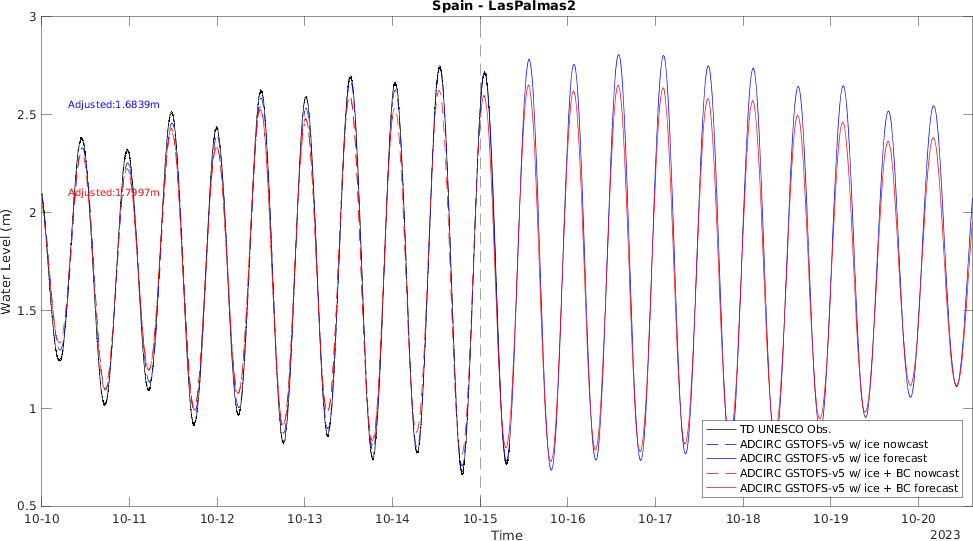 Spain - LasPalmas2
3
2.5
2
1.5
1
0.5
Water Level (m)
Adjusted:1.6839m
Adjusted:1.7997m
TD UNESCO Obs.
ADCIRC GSTOFS-v5 w/ ice nowcast
ADCIRC GSTOFS-v5 w/ ice forecast
ADCIRC GSTOFS-v5 w/ ice + BC nowcast
ADCIRC GSTOFS-v5 w/ ice + BC forecast
10-10 10-11 10-12 10-13 10-14 10-15 10-16 10-17 10-18 10-19 10-20
2023
Time